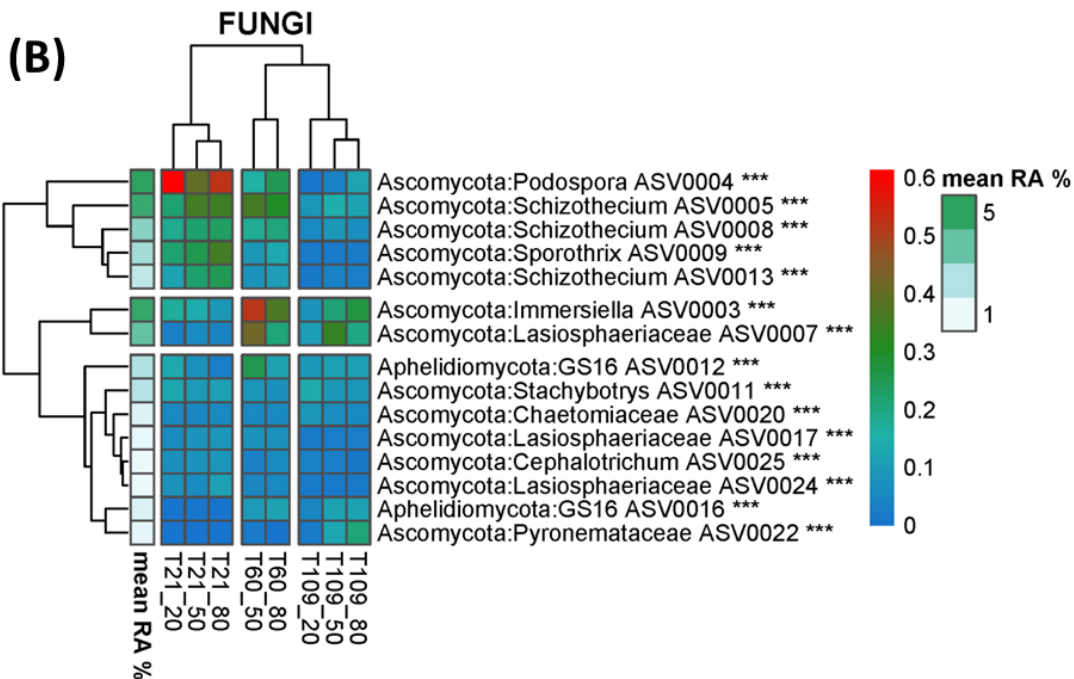 FUNGI
(B)
Ascomycota:Podospora ASV0004 ***
Ascomycota:Schizothecium ASV0005 ***
Ascomycota:Schizothecium ASV0008 ***
Ascomycota:Sporothrix ASV0009 ***
Ascomycota:Schizothecium ASV0013 ***
Ascomycota:Immersiella ASV0003 ***
Ascomycota:Lasiosphaeriaceae ASV0007 ***
Aphelidiomycota:GS16 ASV0012 ***
Ascomycota:Stachybotrys ASV0011 ***
Ascomycota:Chaetomiaceae ASV0020 ***
Ascomycota:Lasiosphaeriaceae ASV0017 ***
Ascomycota:Cephalotrichum ASV0025 ***
Ascomycota:Lasiosphaeriaceae ASV0024 ***
Aphelidiomycota:GS16 ASV0016 ***
Ascomycota:Pyronemataceae ASV0022 ***
0.6
0.5
0.4
0.3
0.2
0.1
0
mean RA %
5
1
mean RA %
T21_20
T21_50
T21_80
T60_50
T60_80
T109_20
T109_50
T109_80